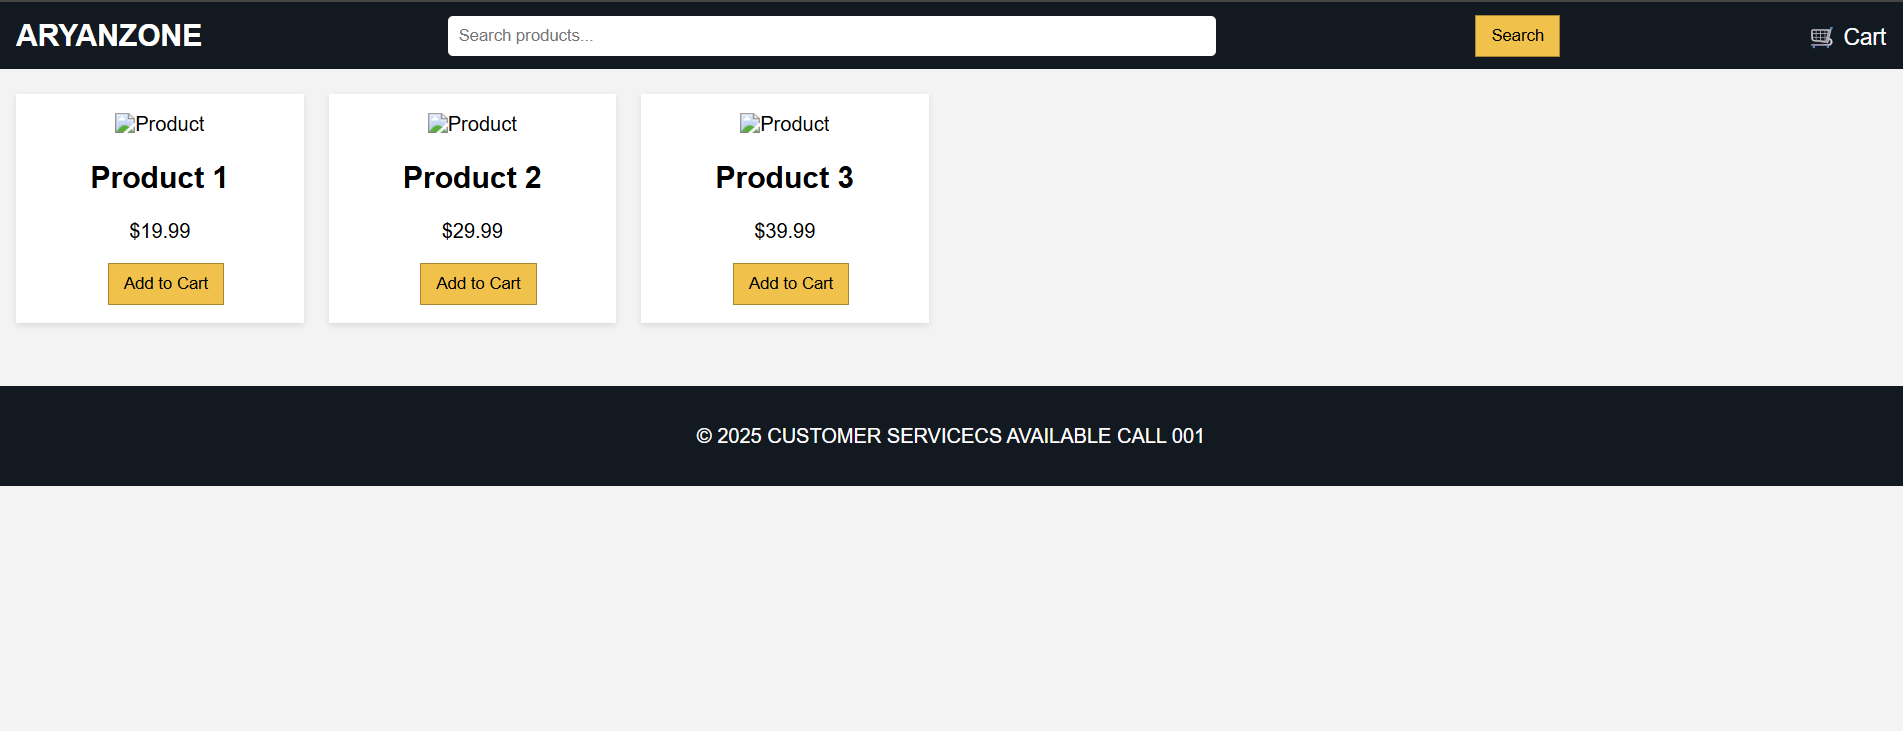 ARYANZONE
Search products...
Search
Cart
Product
Product 1
$19.99
Add to Cart
Product
Product 2
$29.99
Add to Cart
Product
Product 3
$39.99
Add to Cart
© 2025 CUSTOMER SERVICECS AVAILABLE CALL 001